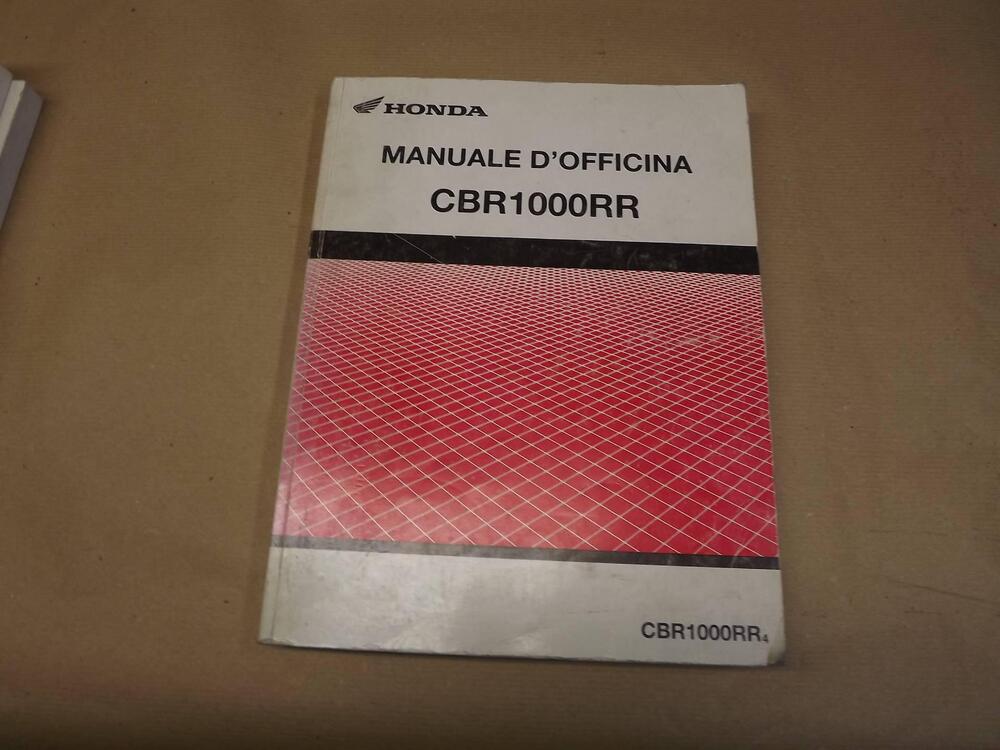 HONDA
MANUALE D'OFFICINA
CBR1000RR
CBR1000RR4